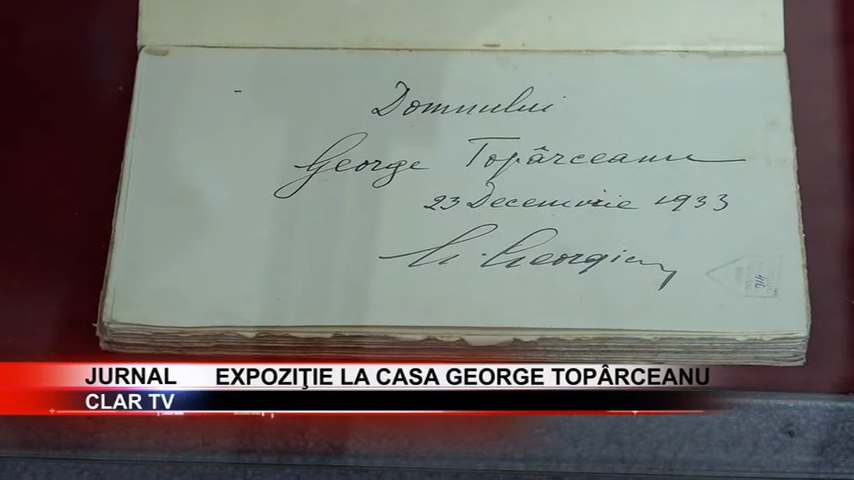 Domnului
George Topârceanu
23 Decemvrie 1933
JURNAL EXPOZIŢIE LA CASA GEORGE TOPÂRCEANU
CLAR TV